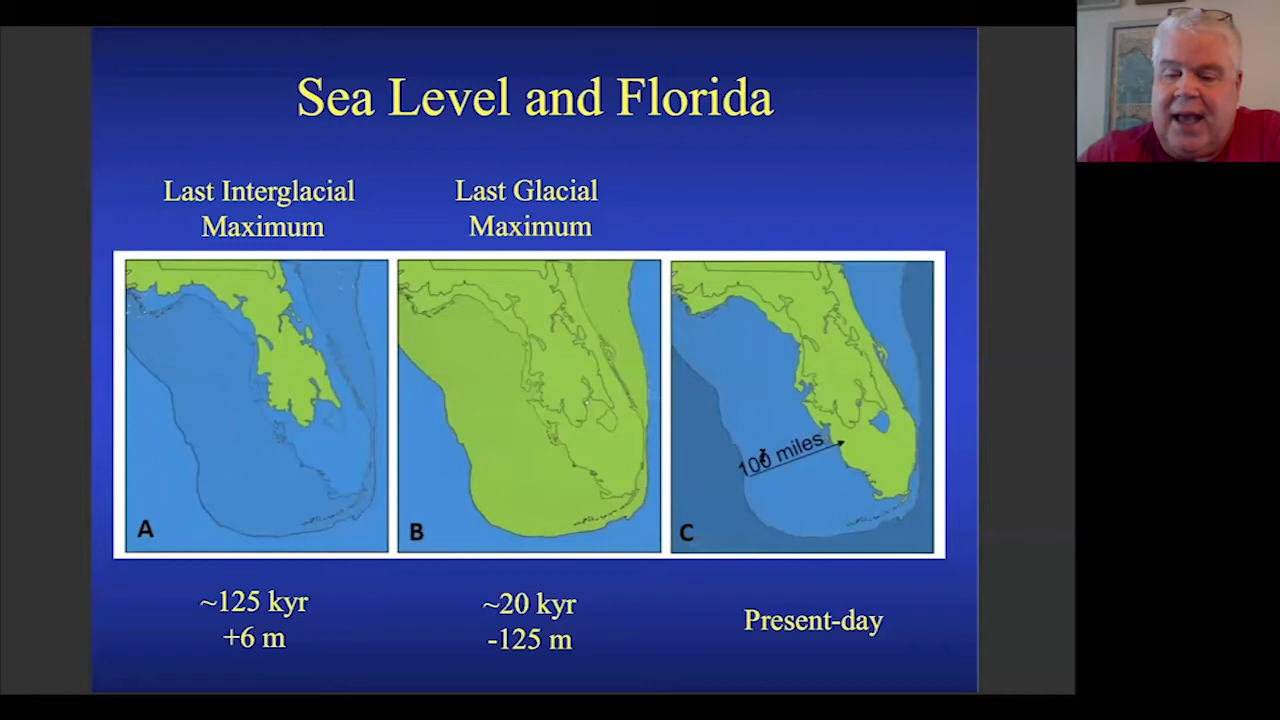 Sea Level and Florida
Last Interglacial
Maximum
Last Glacial
Maximum
A
B
C
100 miles
~125 kyr
+6 m
~20 kyr
-125 m
Present-day